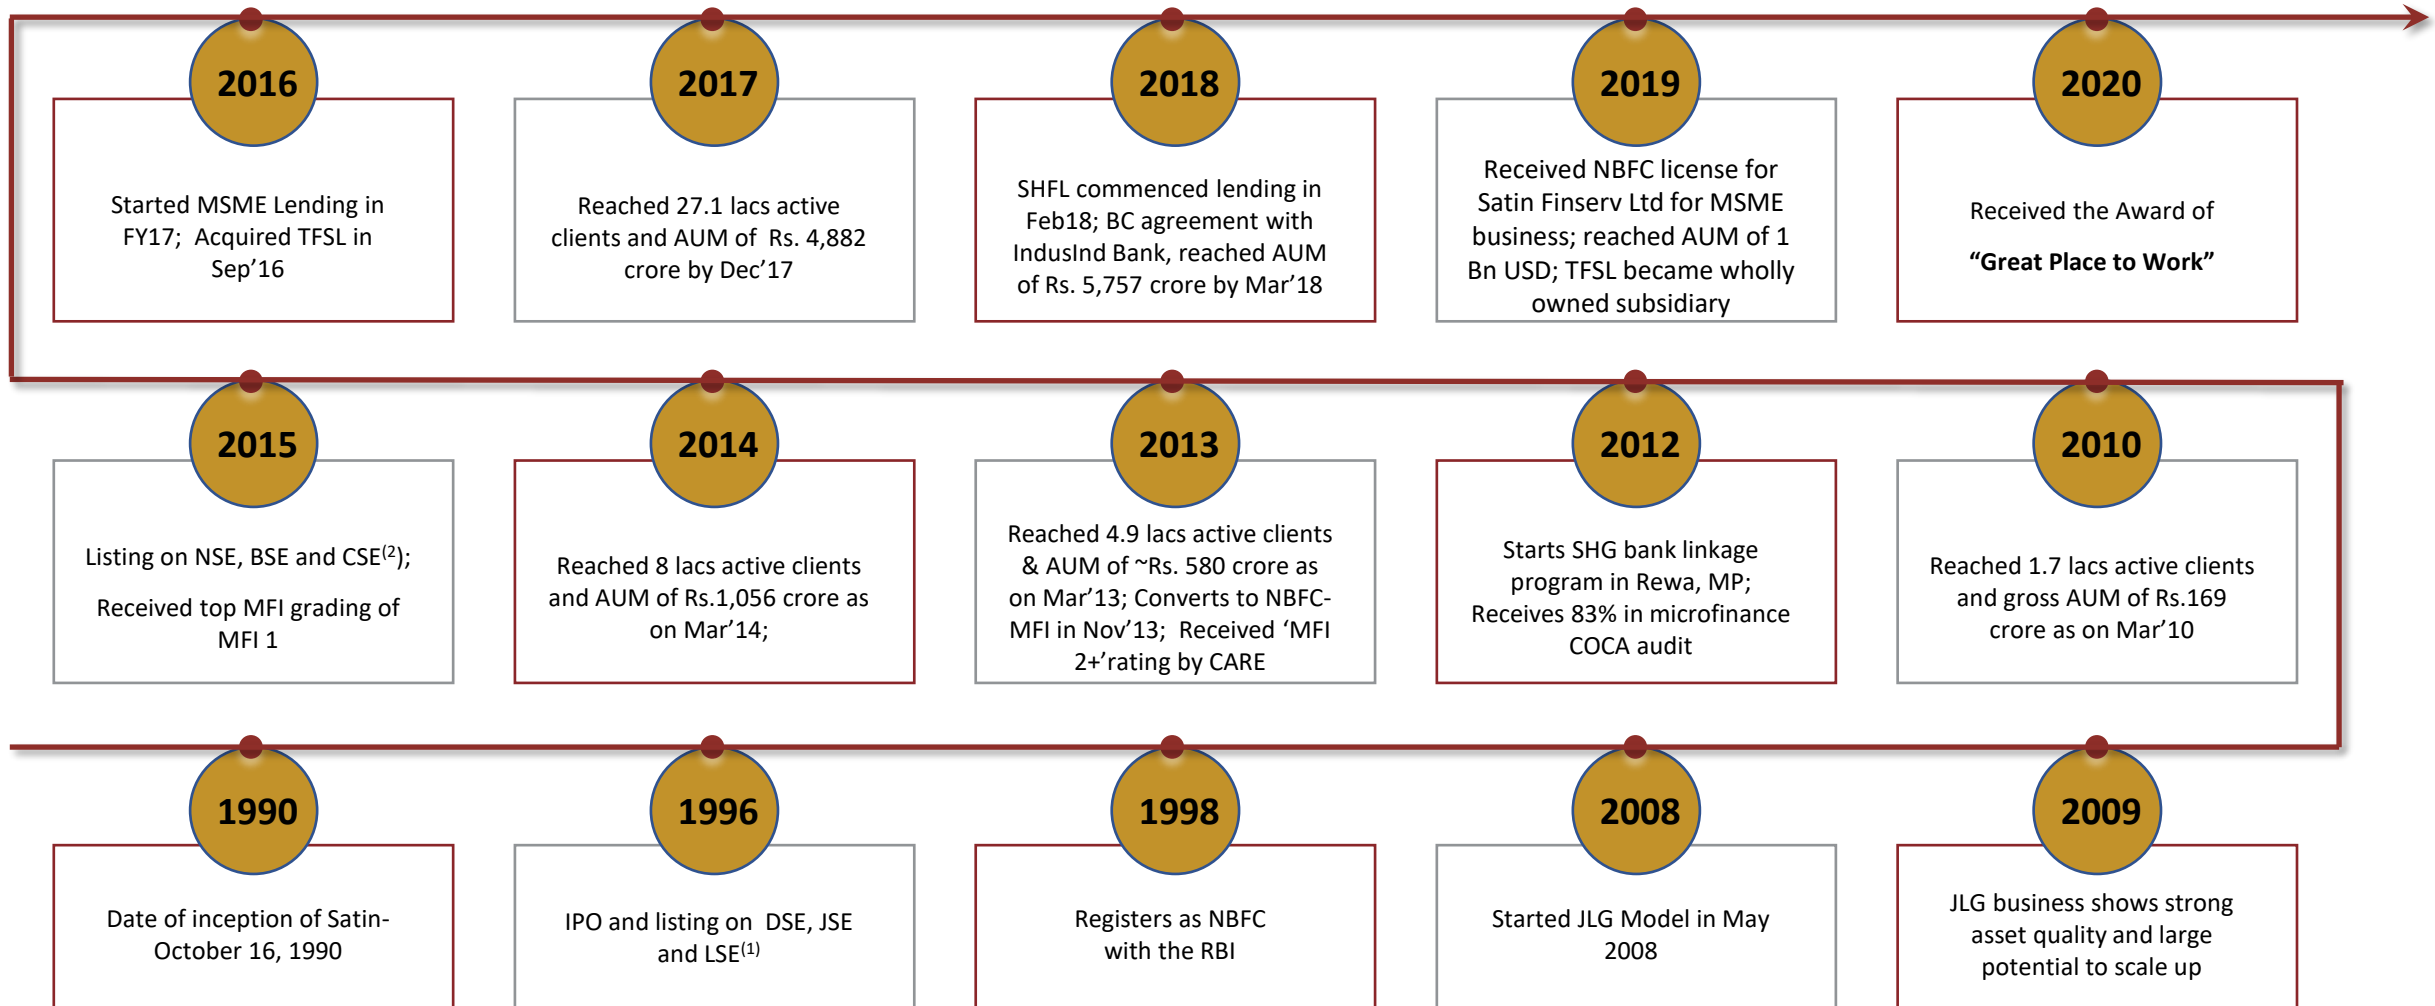 2016
Started MSME Lending in
FY17; Acquired TFSL in
Sep’16
2017
Reached 27.1 lacs active
clients and AUM of Rs. 4,882
crore by Dec’17
2018
SHFL commenced lending in
Feb18; BC agreement with
IndusInd Bank, reached AUM
of Rs. 5,757 crore by Mar’18
2019
Received NBFC license for
Satin Finserv Ltd for MSME
business; reached AUM of 1
Bn USD; TFSL became wholly
owned subsidiary
2020
Received the Award of
“Great Place to Work”
2015
Listing on NSE, BSE and CSE(2);
Received top MFI grading of
MFI 1
2014
Reached 8 lacs active clients
and AUM of Rs.1,056 crore as
on Mar’14;
2013
Reached 4.9 lacs active clients
& AUM of ~Rs. 580 crore as
on Mar’13; Converts to NBFC-
MFI in Nov’13; Received ‘MFI
2+’rating by CARE
2012
Starts SHG bank linkage
program in Rewa, MP;
Receives 83% in microfinance
COCA audit
2010
Reached 1.7 lacs active clients
and gross AUM of Rs.169
crore as on Mar’10
1990
Date of inception of Satin-
October 16, 1990
1996
IPO and listing on DSE, JSE
and LSE(1)
1998
Registers as NBFC
with the RBI
2008
Started JLG Model in May
2008
2009
JLG business shows strong
asset quality and large
potential to scale up